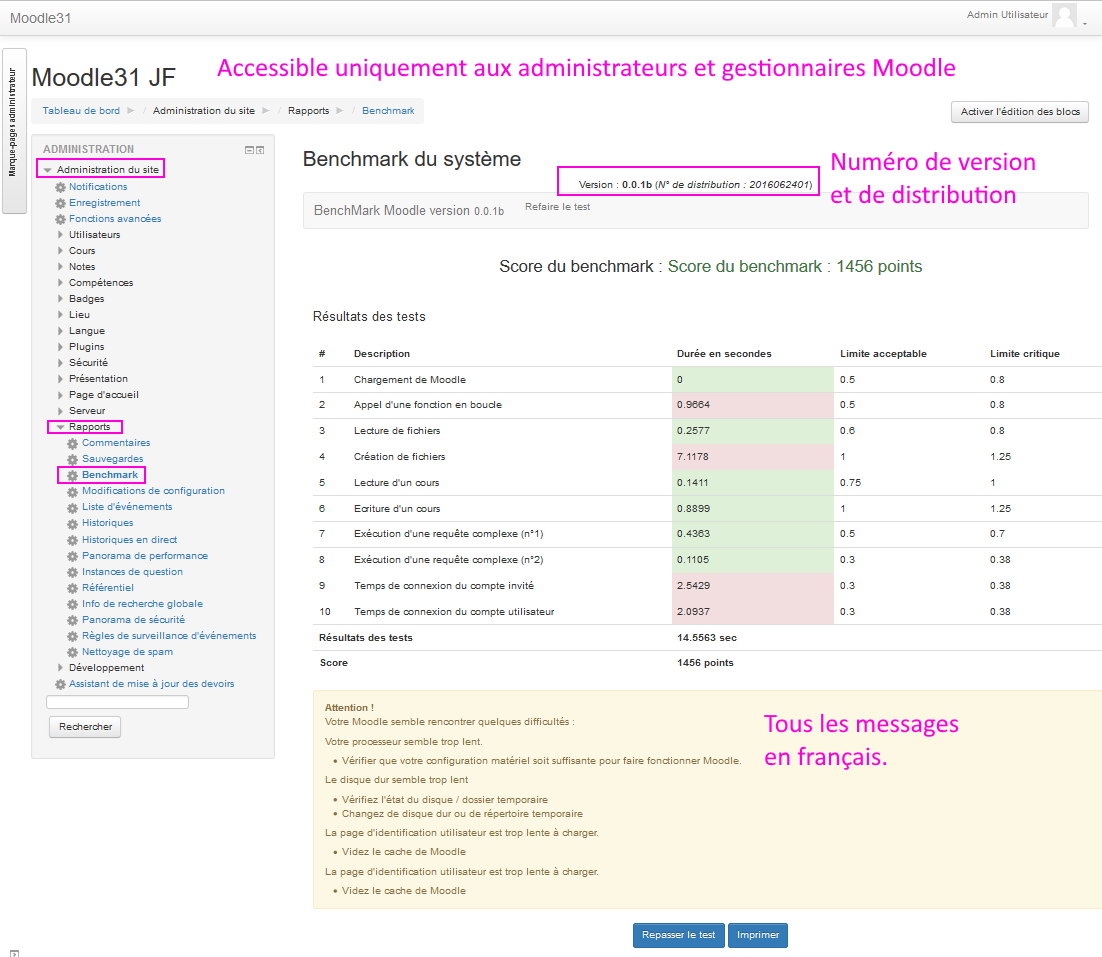 Moodle31
Admin Utilisateur
Marque-pages administrateur
Moodle31 JF
Accessible uniquement aux administrateurs et gestionnaires Moodle
Tableau de bord / Administration du site / Rapports / Benchmark
Activer l'édition des blocs
ADMINISTRATION
Administration du site
Notifications
Enregistrement
Fonctions avancées
Utilisateurs
Cours
Notes
Compétences
Badges
Lieu
Langue
Plugins
Sécurité
Présentation
Page d'accueil
Serveur
Rapports
Commentaires
Sauvegardes
Benchmark
Modifications de configuration
Liste d'événements
Historiques
Historiques en direct
Panorama de performance
Instances de question
Référentiel
Info de recherche globale
Panorama de sécurité
Règles de surveillance d'événements
Nettoyage de spam
Développement
Assistant de mise à jour des devoirs
Rechercher
Benchmark du système
Version : 0.0.1b (N° de distribution : 2016062401)
Numéro de version
et de distribution
BenchMark Moodle version 0.0.1b Refaire le test
Score du benchmark : Score du benchmark : 1456 points
Résultats des tests
# Description Durée en secondes Limite acceptable Limite critique
1 Chargement de Moodle 0 0.5 0.8
2 Appel d'une fonction en boucle 0.9664 0.5 0.8
3 Lecture de fichiers 0.2577 0.6 0.8
4 Création de fichiers 7.1178 1 1.25
5 Lecture d'un cours 0.1411 0.75 1
6 Ecriture d'un cours 0.8899 1 1.25
7 Exécution d'une requête complexe (n°1) 0.4363 0.5 0.7
8 Exécution d'une requête complexe (n°2) 0.1105 0.3 0.38
9 Temps de connexion du compte invité 2.5429 0.3 0.38
10 Temps de connexion du compte utilisateur 2.0937 0.3 0.38
Résultats des tests 14.5563 sec
Score 1456 points
Attention !
Votre Moodle semble rencontrer quelques difficultés :
Votre processeur semble trop lent.
• Vérifier que votre configuration matériel soit suffisante pour faire fonctionner Moodle.
Le disque dur semble trop lent
• Vérifiez l'état du disque / dossier temporaire
• Changez de disque dur ou de répertoire temporaire
La page d'identification utilisateur est trop lente à charger.
• Videz le cache de Moodle
La page d'identification utilisateur est trop lente à charger.
• Videz le cache de Moodle
Tous les messages
en français.
Repasser le test
Imprimer